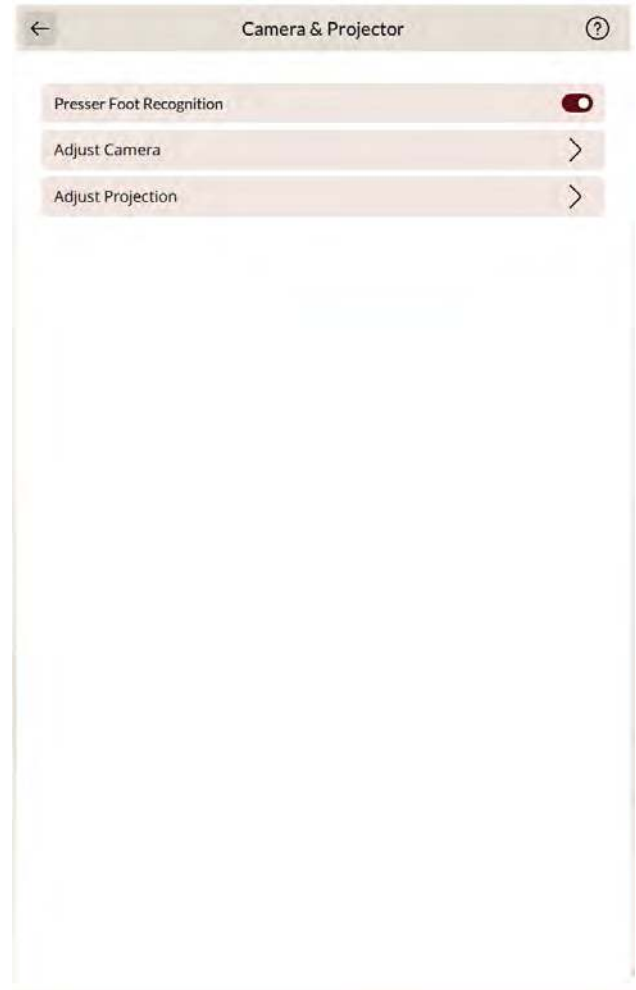 Camera & Projector
Presser Foot Recognition
Adjust Camera
Adjust Projection